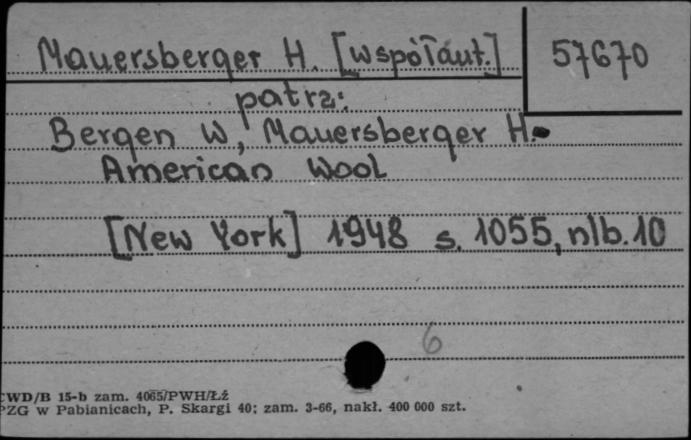 Mauersberger H. [współaut.] 57670
patrz:
Bergen W, Mauersberger H.
American Wool
[New York] 1948 s. 1055, nlb. 10
6
CWD/B 15-b zam. 4065/PWH/Łź
PZG w Pabianicach, P. Skargi 40; zam. 3-66, nakł. 400 000 szt.